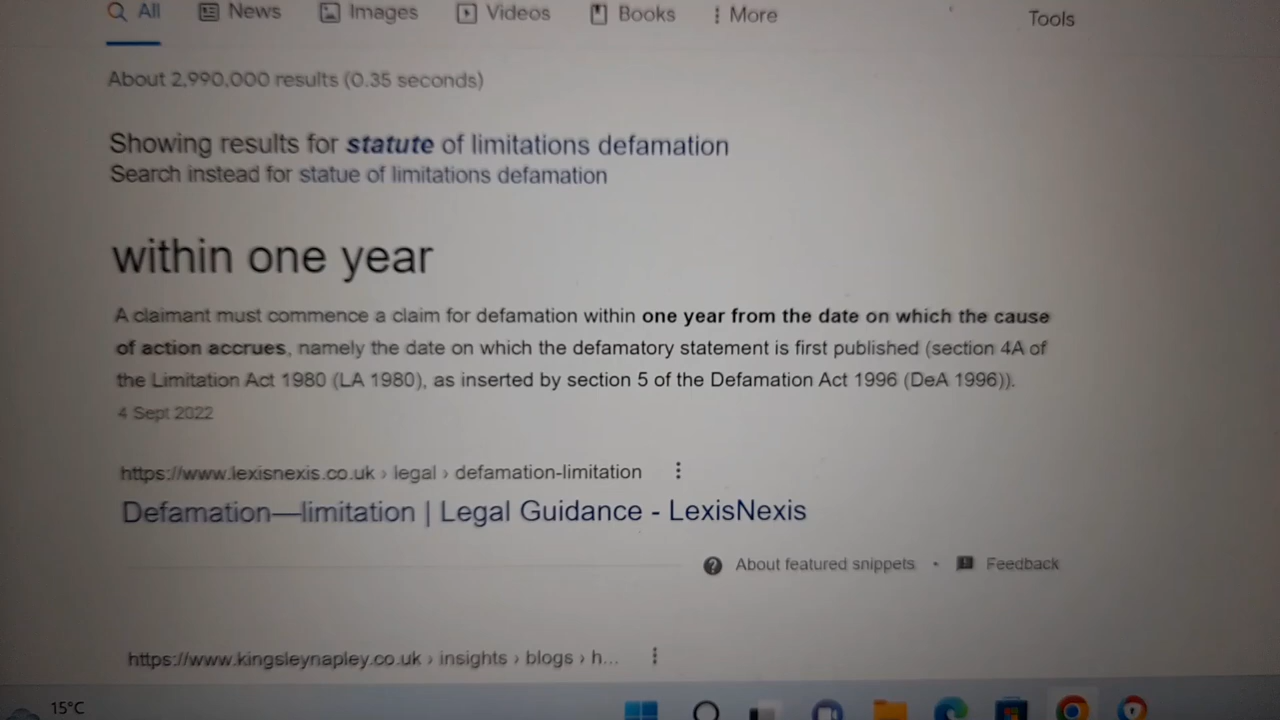 All News Images Videos Books More Tools
About 2,990,000 results (0.35 seconds)
Showing results for statute of limitations defamation
Search instead for statue of limitations defamation
within one year
A claimant must commence a claim for defamation within one year from the date on which the cause
of action accrues, namely the date on which the defamatory statement is first published (section 4A of
the Limitation Act 1980 (LA 1980), as inserted by section 5 of the Defamation Act 1996 (DeA 1996)).
4 Sept 2022
https://www.lexisnexis.co.uk › legal › defamation-limitation
Defamation—limitation | Legal Guidance - LexisNexis
About featured snippets • Feedback
https://www.kingsleynapley.co.uk › insights › blogs › h...
15°C